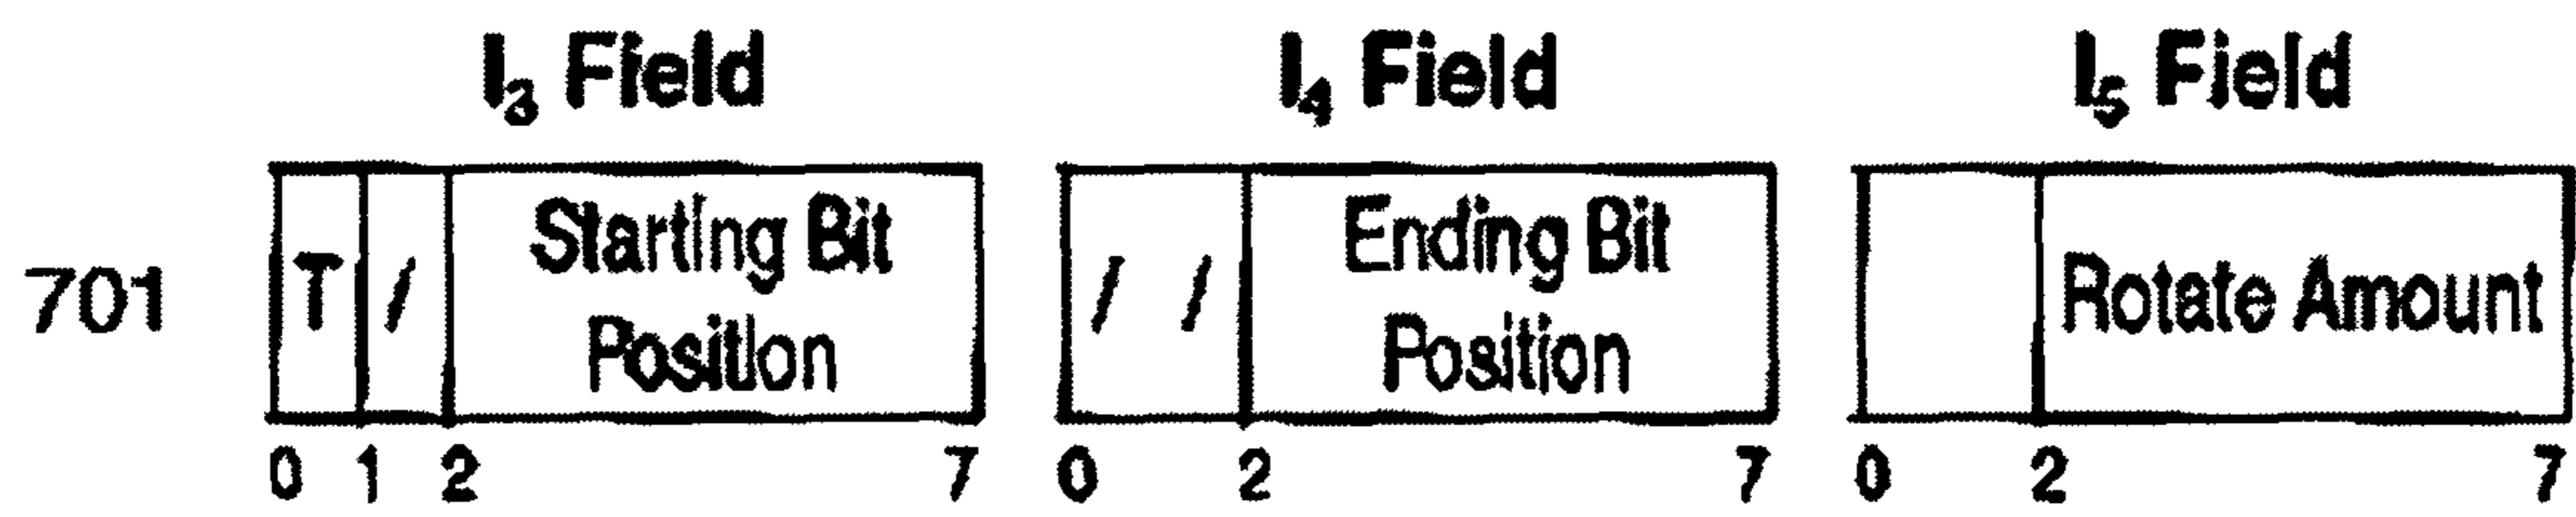 I₃ Field I₄ Field I₅ Field
701 T / Starting Bit Position / / Ending Bit Position Rotate Amount
0 1 2 7 0 2 7 0 2 7